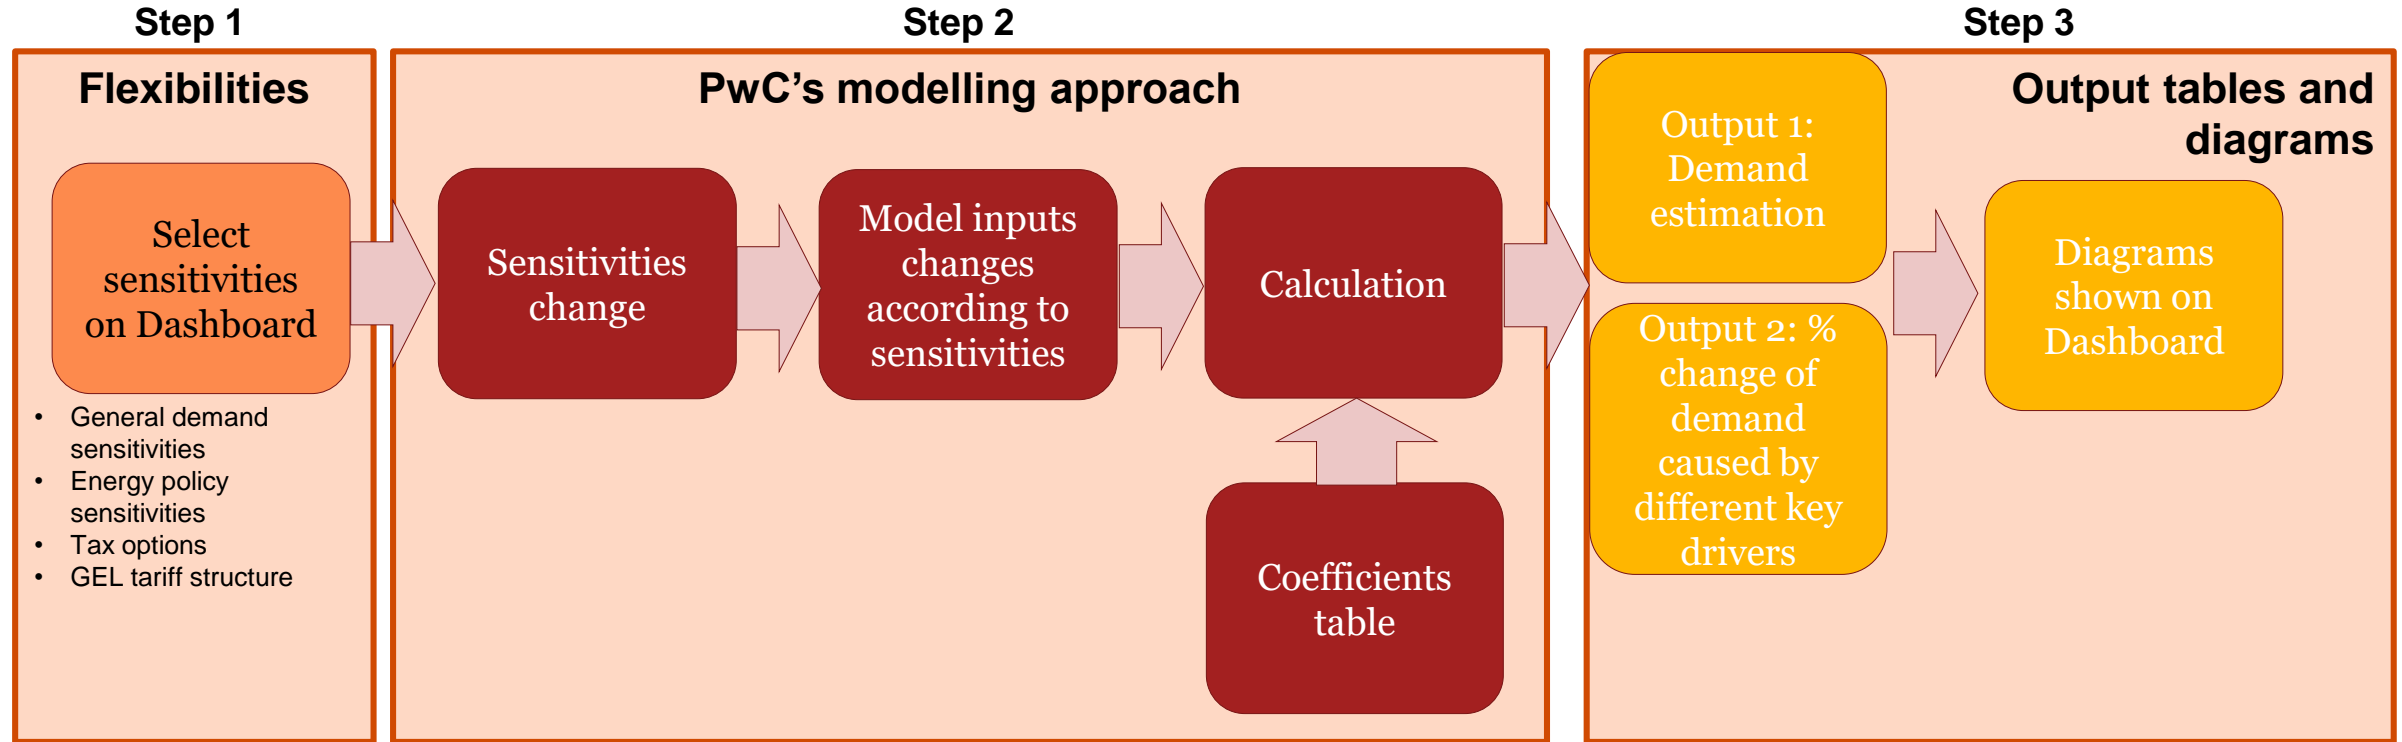 Step 1
Flexibilities
Select
sensitivities
on Dashboard
• General demand
sensitivities
• Energy policy
sensitivities
• Tax options
• GEL tariff structure
Step 2
PwC’s modelling approach
Sensitivities
change
Model inputs
changes
according to
sensitivities
Calculation
Coefficients
table
Step 3
Output tables and
diagrams
Output 1:
Demand
estimation
Output 2: %
change of
demand
caused by
different key
drivers
Diagrams
shown on
Dashboard